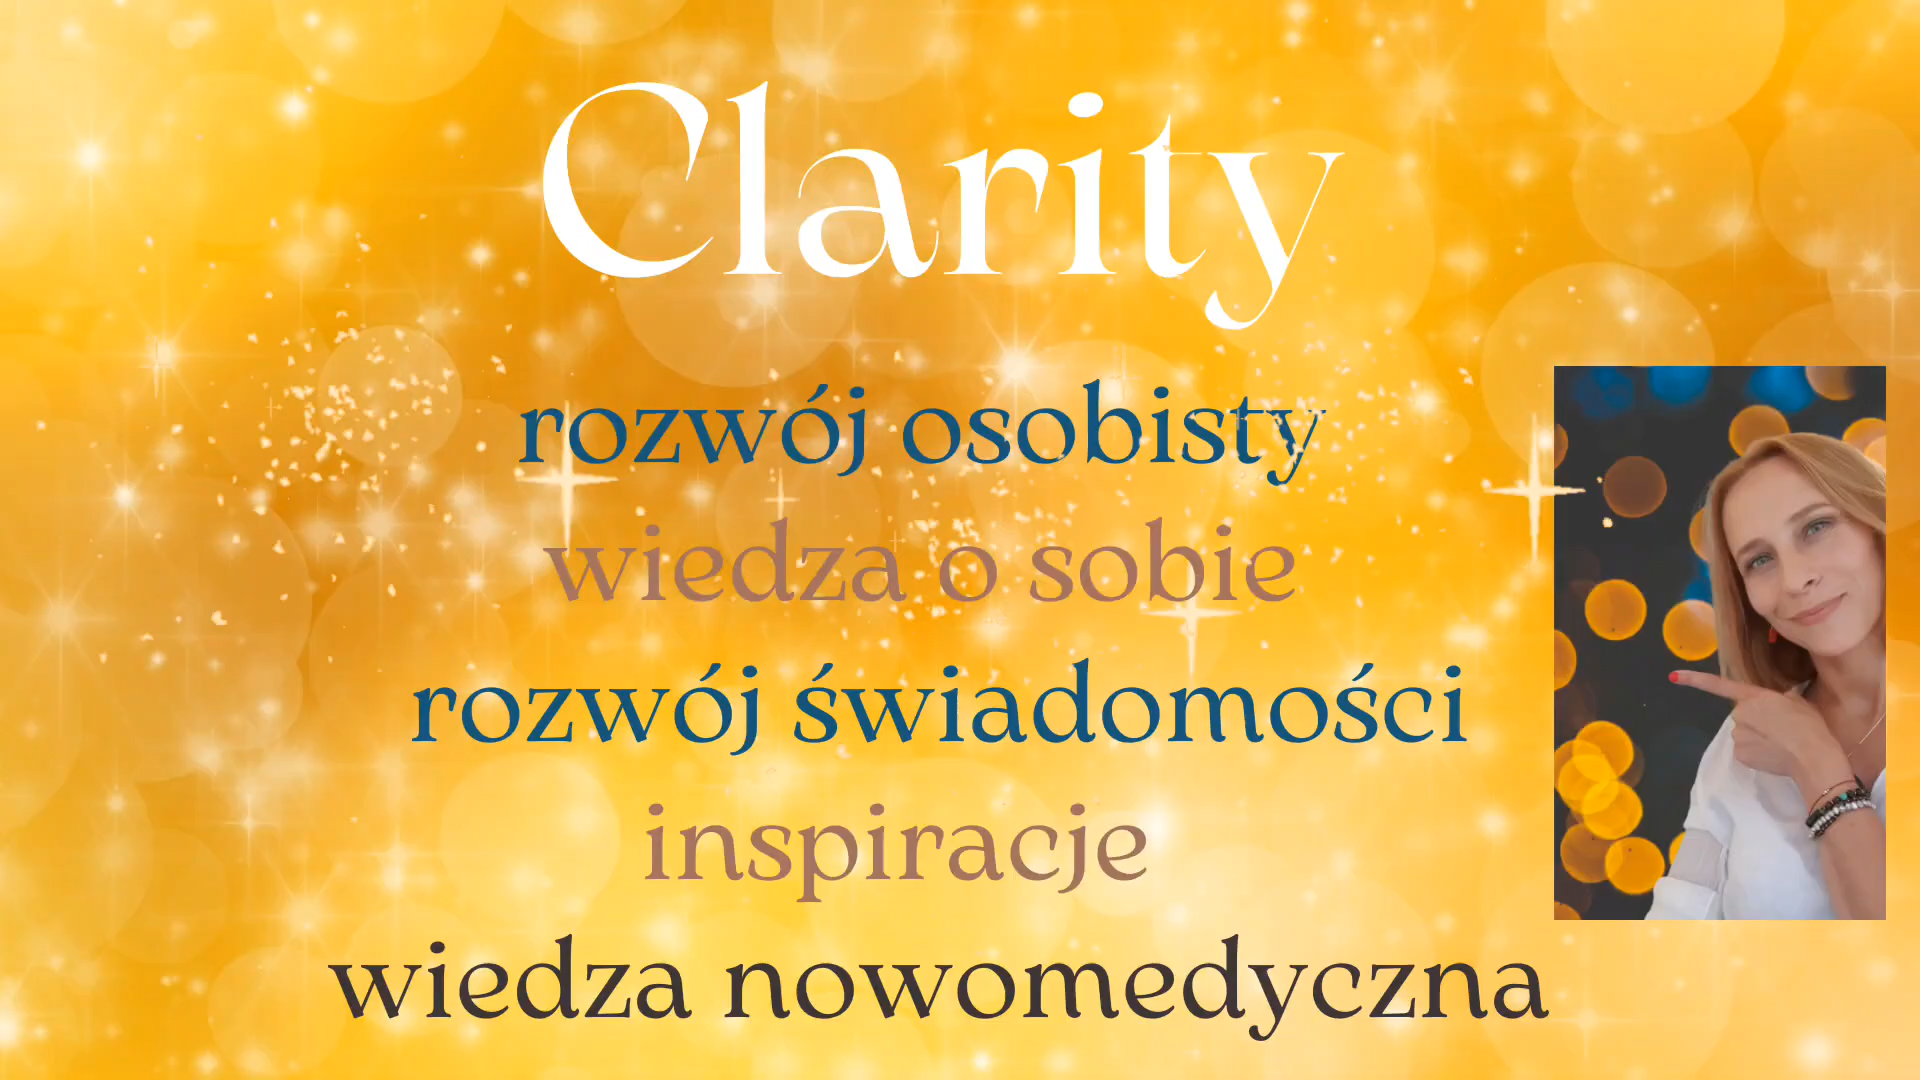 Clarity
rozwój osobisty
wiedza o sobie
rozwój świadomości
inspiracje
wiedza nowomedyczna